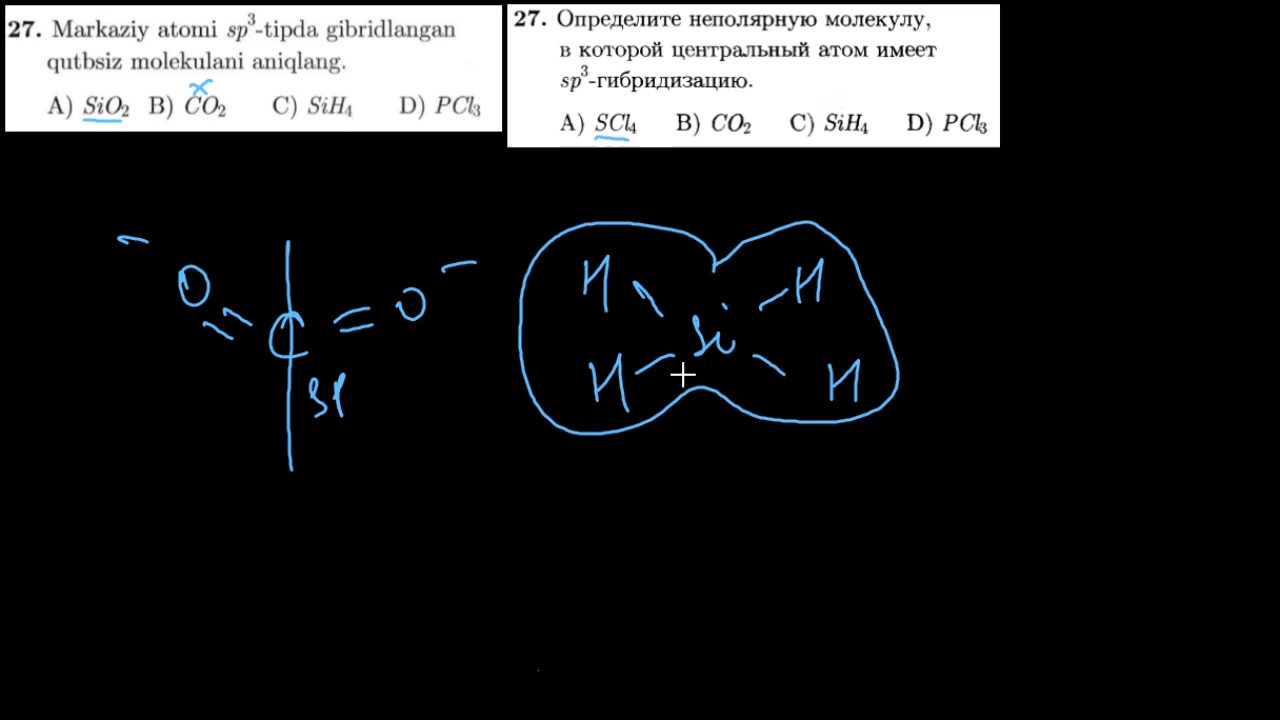 27. Markaziy atomi sp³-tipda gibridlangan
qutbsiz molekulani aniqlang.
A) SiO₂ B) CO₂ C) SiH₄ D) PCl₃
27. Определите неполярную молекулу,
в которой центральный атом имеет
sp³-гибридизацию.
A) SCl₄ B) CO₂ C) SiH₄ D) PCl₃
O = C = O
sp
H H
Si
H H